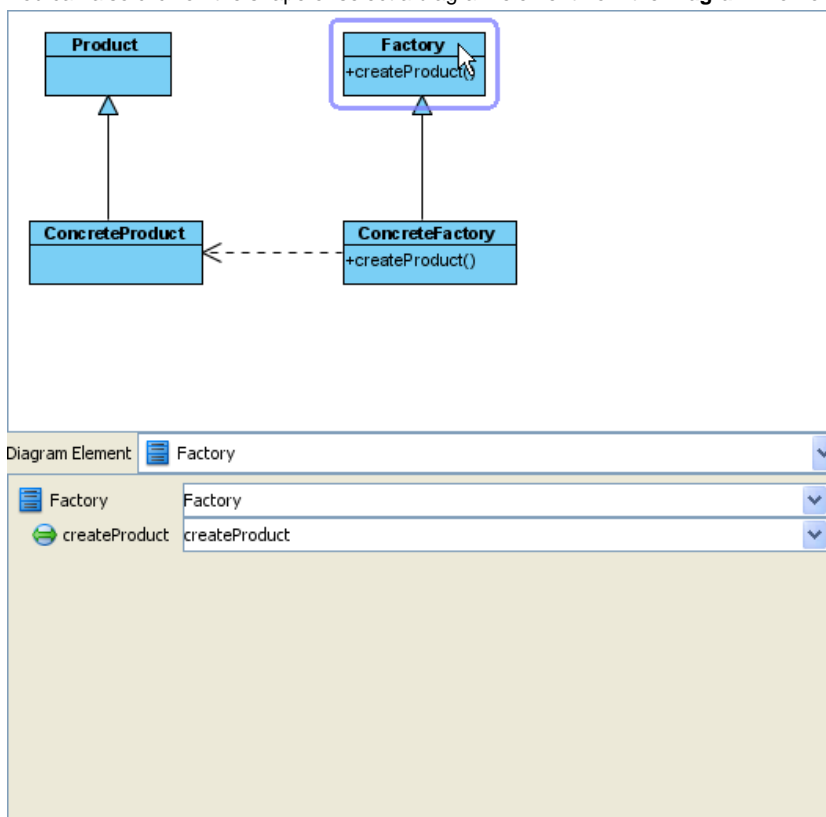 Product Factory
+createProduct()
ConcreteProduct ConcreteFactory
+createProduct()
Diagram Element Factory
Factory Factory
createProduct createProduct